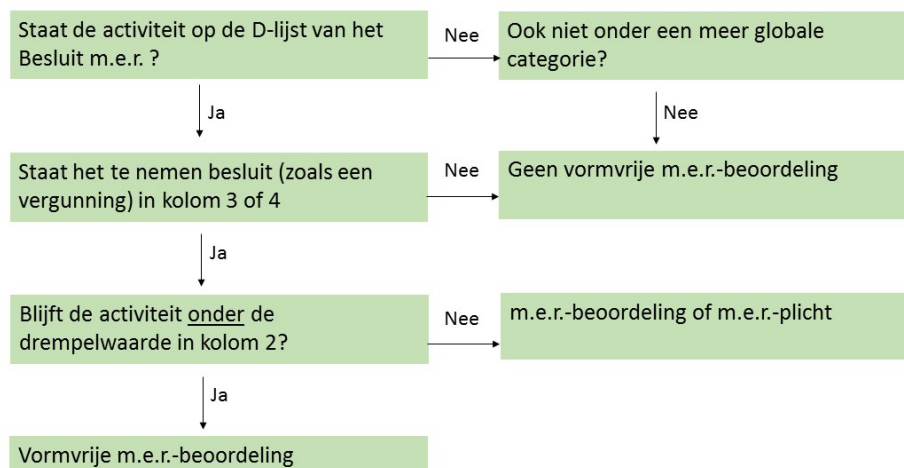 Staat de activiteit op de D-lijst van het
Besluit m.e.r. ?
Nee
Ook niet onder een meer globale
categorie?
Ja
Nee
Staat het te nemen besluit (zoals een
vergunning) in kolom 3 of 4
Nee
Geen vormvrije m.e.r.-beoordeling
Ja
Blijft de activiteit onder de
drempelwaarde in kolom 2?
Nee
m.e.r.-beoordeling of m.e.r.-plicht
Ja
Vormvrije m.e.r.-beoordeling